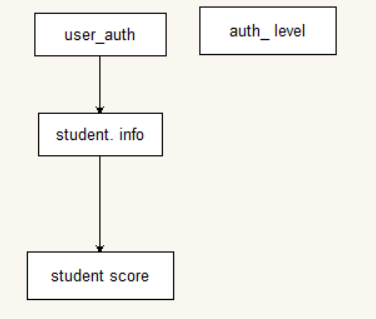 user_auth
auth_ level
student. info
student score